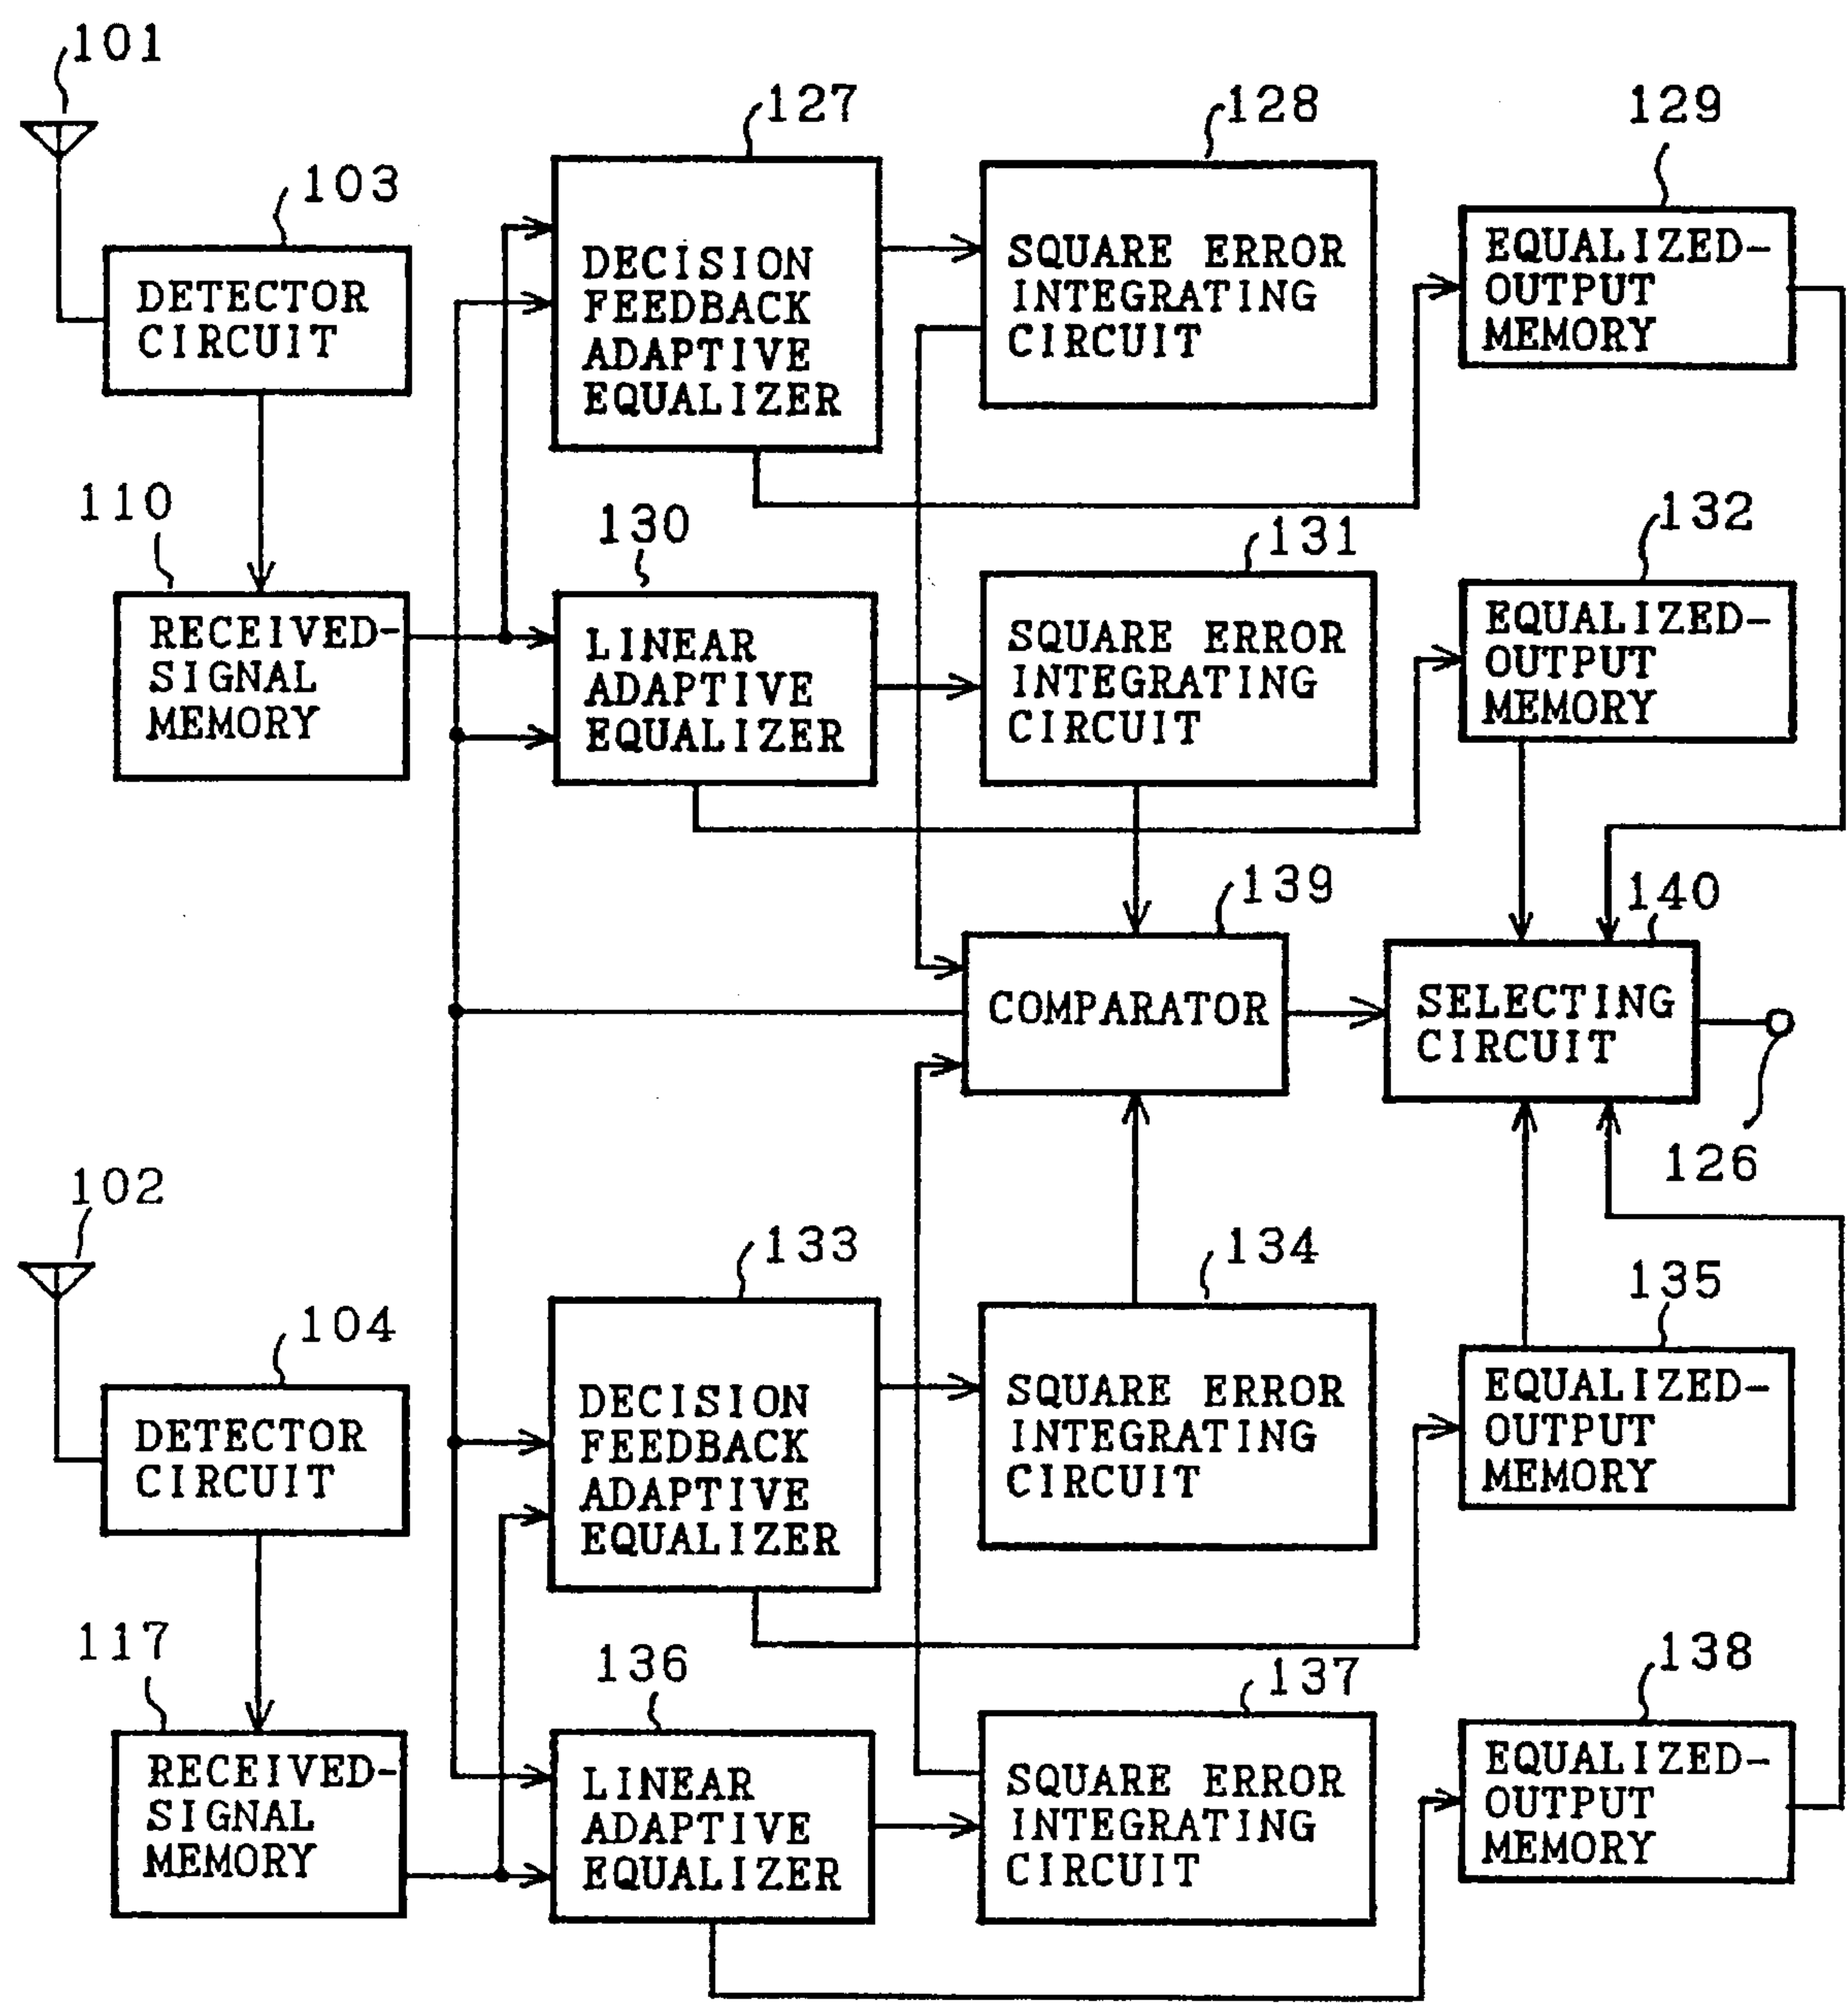 101
127
128
129
103
DETECTOR
CIRCUIT
DECISION
FEEDBACK
ADAPTIVE
EQUALIZER
SQUARE ERROR
INTEGRATING
CIRCUIT
EQUALIZED-
OUTPUT
MEMORY
110
130
131
132
RECEIVED-
SIGNAL
MEMORY
LINEAR
ADAPTIVE
EQUALIZER
SQUARE ERROR
INTEGRATING
CIRCUIT
EQUALIZED-
OUTPUT
MEMORY
139
140
COMPARATOR
SELECTING
CIRCUIT
126
102
133
134
135
104
DETECTOR
CIRCUIT
DECISION
FEEDBACK
ADAPTIVE
EQUALIZER
SQUARE ERROR
INTEGRATING
CIRCUIT
EQUALIZED-
OUTPUT
MEMORY
117
136
137
138
RECEIVED-
SIGNAL
MEMORY
LINEAR
ADAPTIVE
EQUALIZER
SQUARE ERROR
INTEGRATING
CIRCUIT
EQUALIZED-
OUTPUT
MEMORY